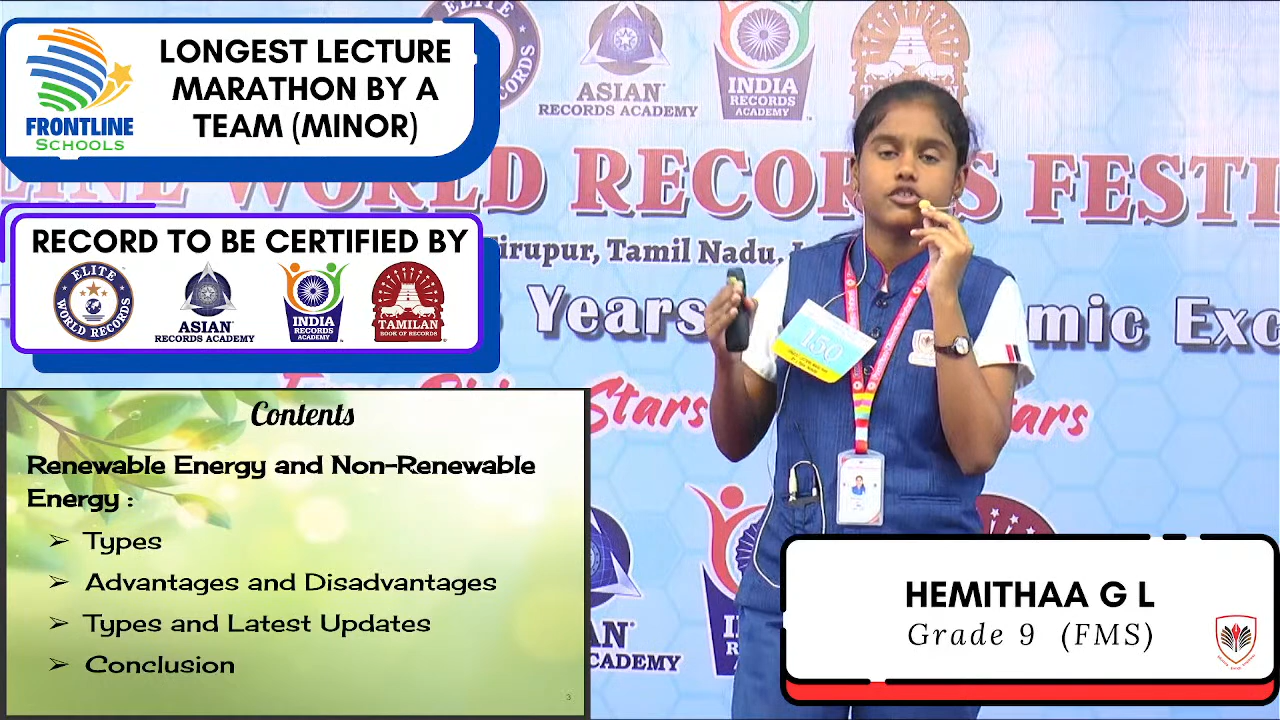 LONGEST LECTURE
MARATHON BY A
TEAM (MINOR)
FRONTLINE
SCHOOLS
RECORD TO BE CERTIFIED BY
ELITE
WORLD RECORDS
ASIAN
RECORDS ACADEMY
INDIA
RECORDS
ACADEMY
TAMILAN
BOOK OF RECORDS
ASIAN
RECORDS ACADEMY
INDIA
RECORDS
ACADEMY
LINE WORLD RECORDS FESTI
irupur, Tamil Nadu,
Years
mic Exc
Stars
150
Contents
Renewable Energy and Non-Renewable
Energy :
➢ Types
➢ Advantages and Disadvantages
➢ Types and Latest Updates
➢ Conclusion
3
HEMITHAA G L
Grade 9 (FMS)